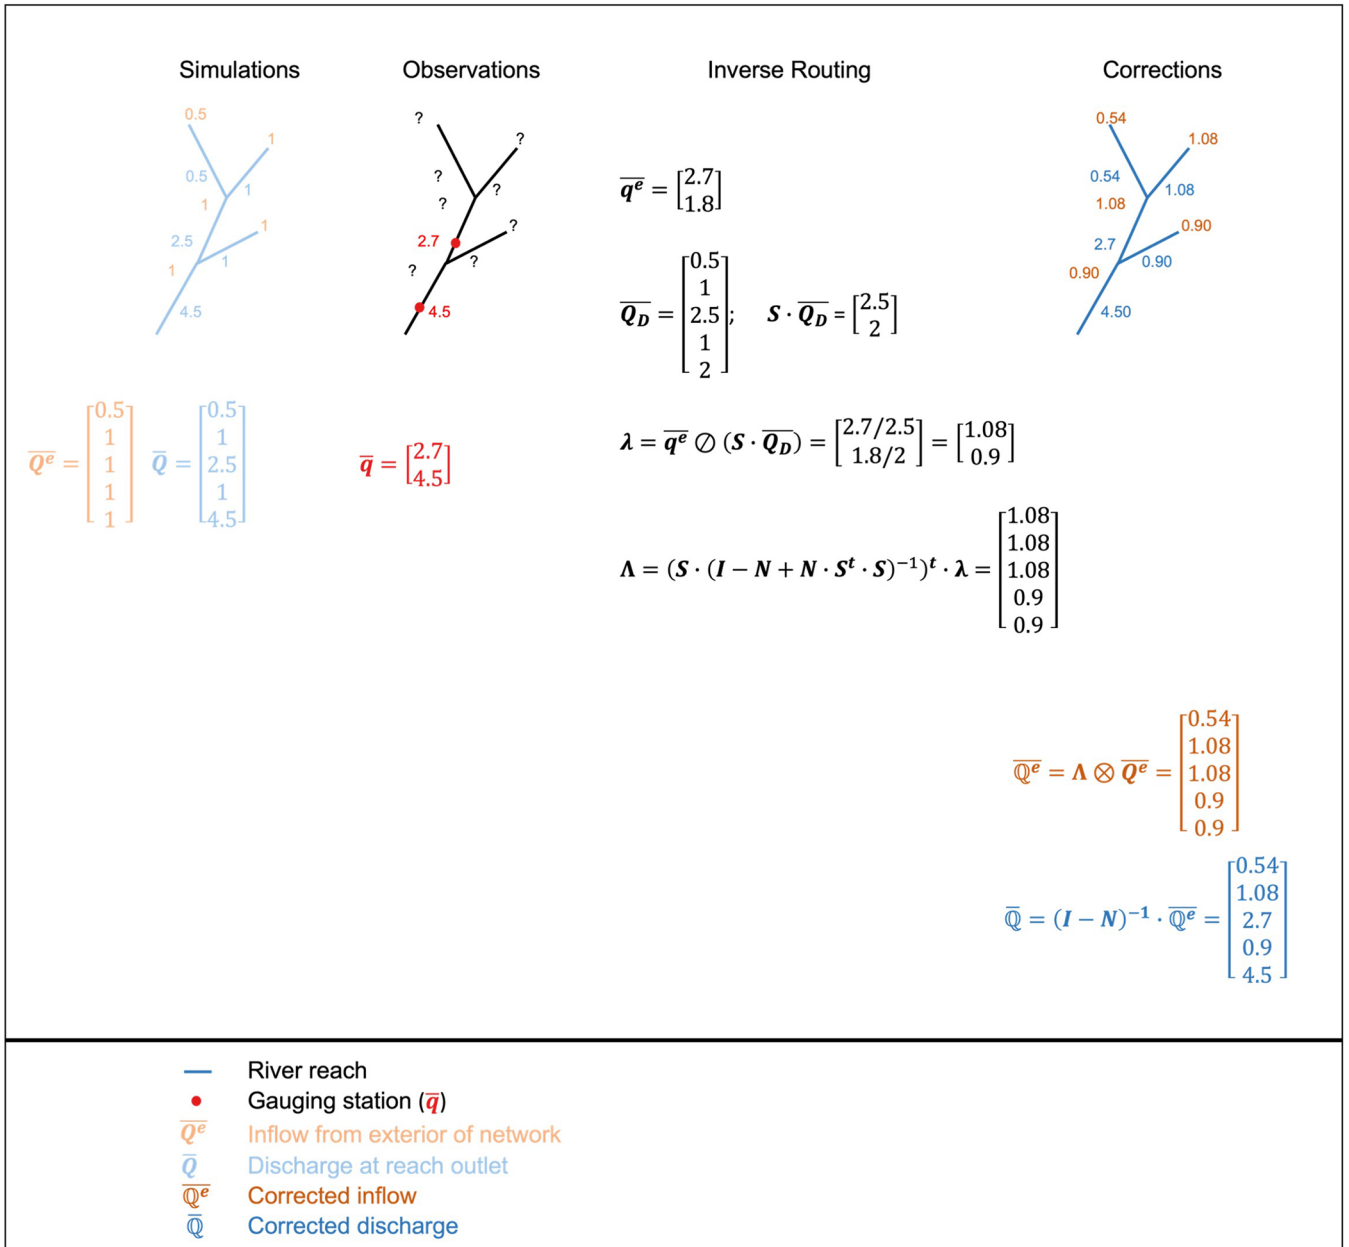 Simulations Observations Inverse Routing Corrections
0.5
1
0.5
1
1
1
2.5
1
1
4.5
?
?
?
?
?
?
2.7
?
?
4.5
0.54
1.08
0.54
1.08
1.08
0.90
2.7
0.90
0.90
4.50
q̅ᵉ = [2.7 1.8]
Q̅_D = [0.5 1 2.5 1 2]; S · Q̅_D = [2.5 2]
Q̅ᵉ = [0.5 1 1 1 1] Q̅ = [0.5 1 2.5 1 4.5]
q̅ = [2.7 4.5]
λ = q̅ᵉ ⊘ (S · Q̅_D) = [2.7/2.5 1.8/2] = [1.08 0.9]
Λ = (S · (I − N + N · Sᵗ · S)⁻¹)ᵗ · λ = [1.08 1.08 1.08 0.9 0.9]
ℚ̅ᵉ = Λ ⊗ Q̅ᵉ = [0.54 1.08 1.08 0.9 0.9]
ℚ̅ = (I − N)⁻¹ · ℚ̅ᵉ = [0.54 1.08 2.7 0.9 4.5]
River reach
Gauging station (q̅)
Q̅ᵉ Inflow from exterior of network
Q̅ Discharge at reach outlet
ℚ̅ᵉ Corrected inflow
ℚ̅ Corrected discharge